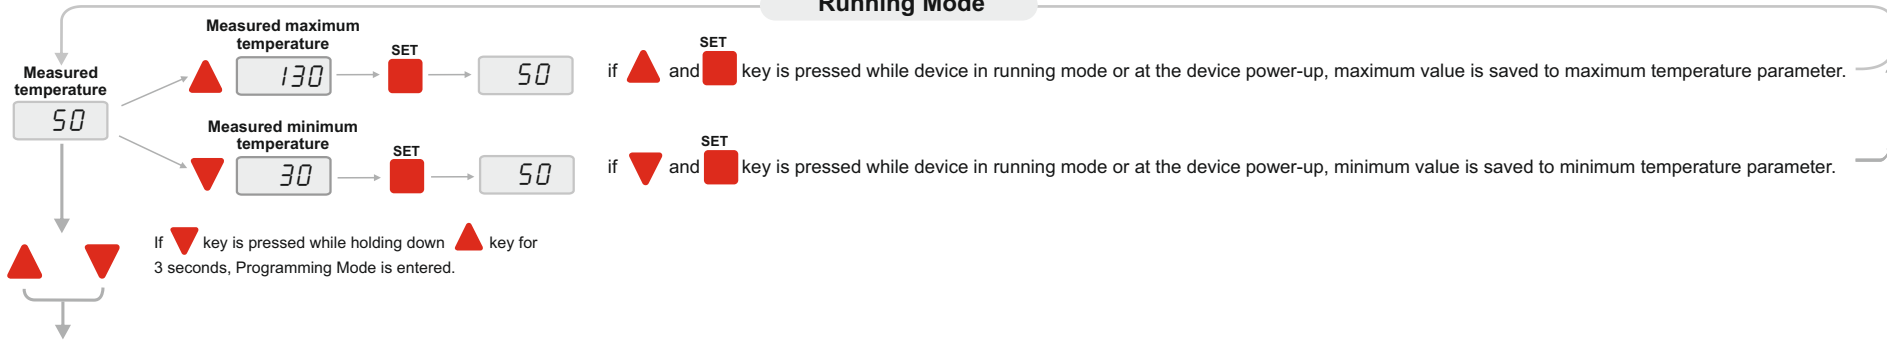 Running Mode
Measured maximum
temperature
SET
130
50
if and key is pressed while device in running mode or at the device power-up, maximum value is saved to maximum temperature parameter.
SET
Measured
temperature
50
Measured minimum
temperature
SET
30
50
if and key is pressed while device in running mode or at the device power-up, minimum value is saved to minimum temperature parameter.
SET
If key is pressed while holding down key for
3 seconds, Programming Mode is entered.